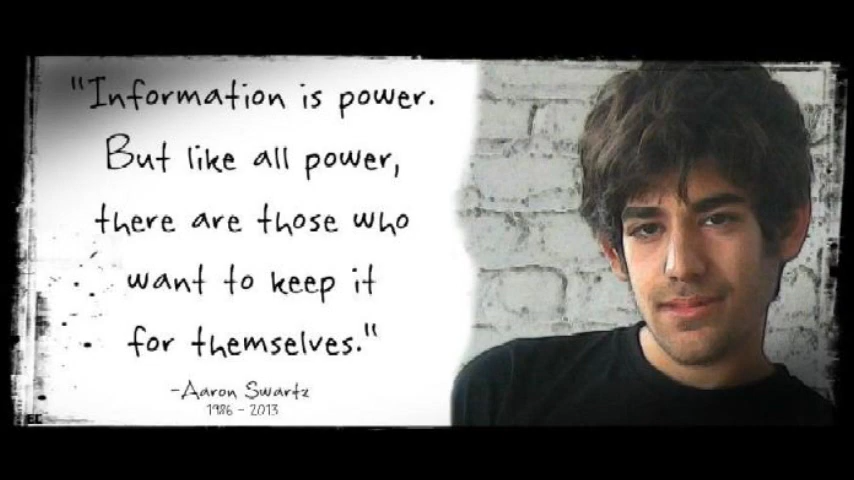 "Information is power.
But like all power,
there are those who
want to keep it
for themselves."
-Aaron Swartz
1986 - 2013
EC